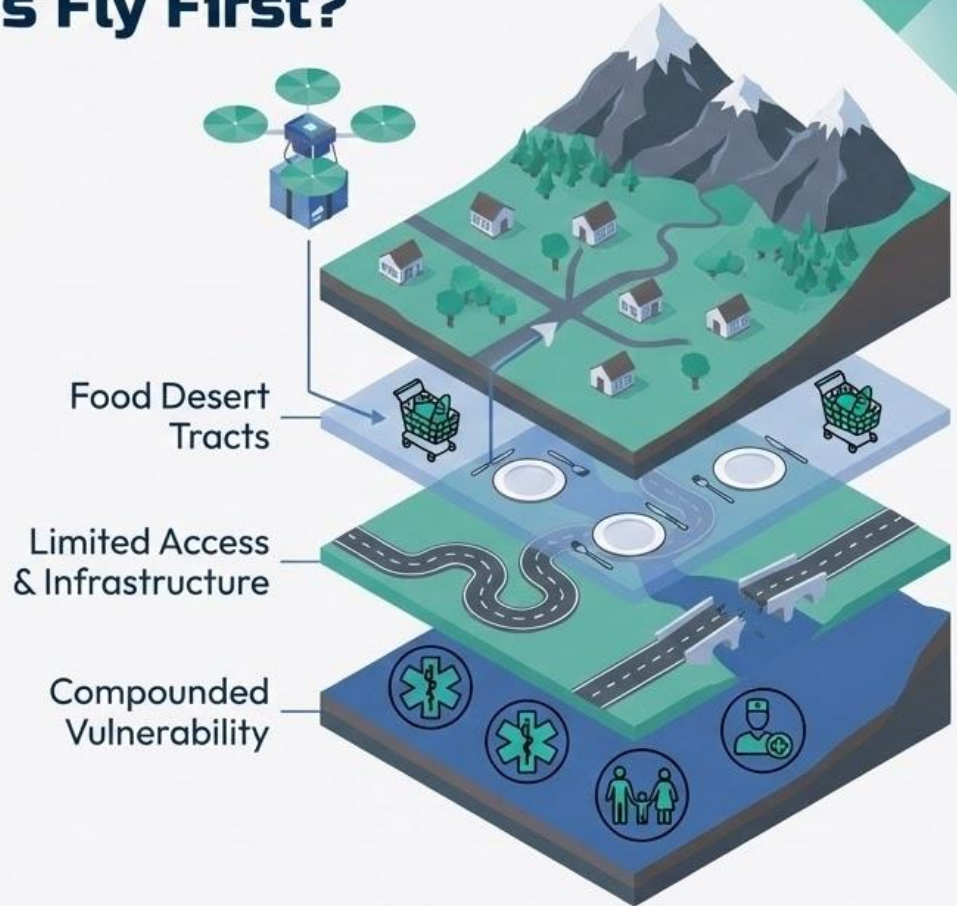 s Fly First?
Food Desert
Tracts
Limited Access
& Infrastructure
Compounded
Vulnerability